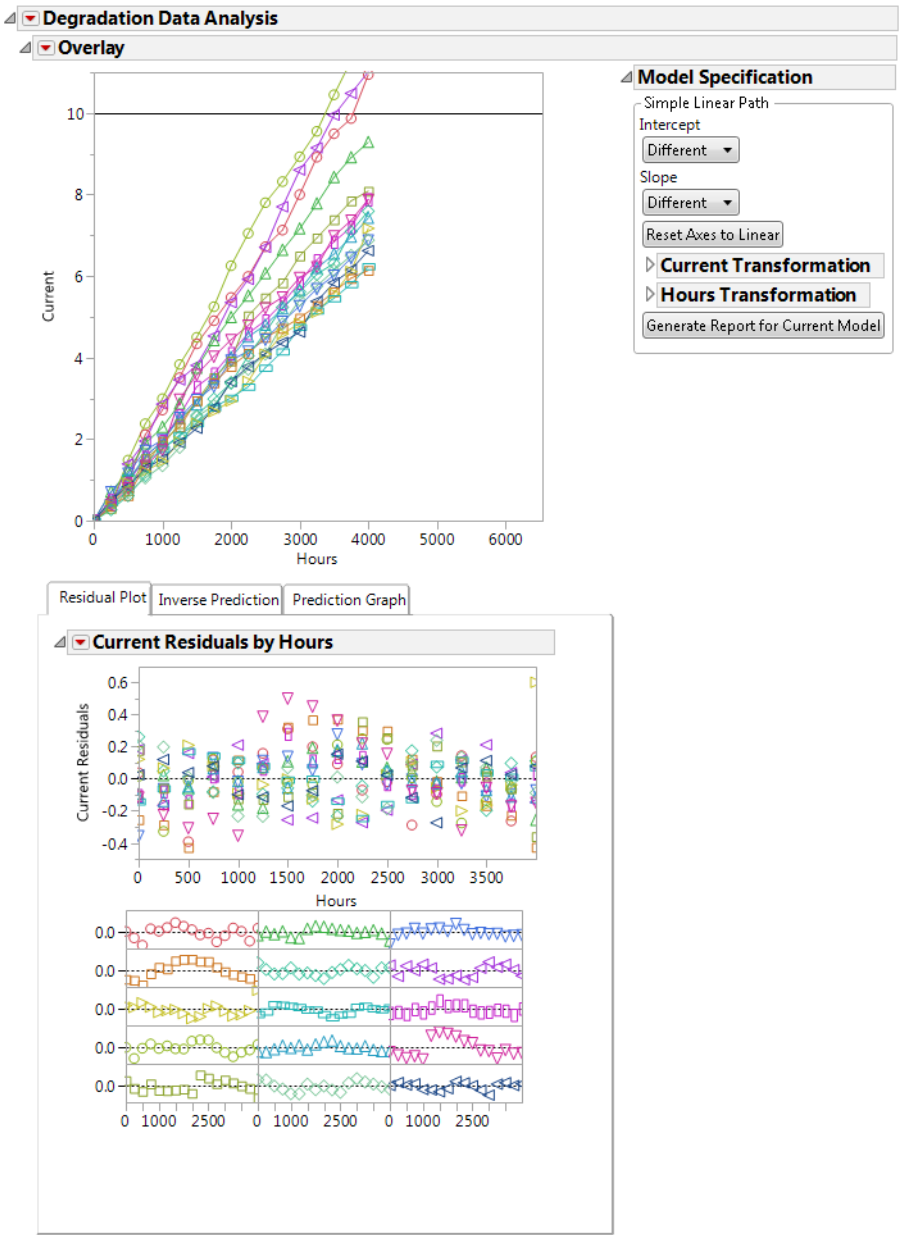 Degradation Data Analysis
Overlay
Model Specification
Simple Linear Path
Intercept
Different
Slope
Different
Reset Axes to Linear
Current Transformation
Hours Transformation
Generate Report for Current Model
10
8
6
4
2
0
Current
0 1000 2000 3000 4000 5000 6000
Hours
Residual Plot Inverse Prediction Prediction Graph
Current Residuals by Hours
0.6
0.4
0.2
0.0
-0.2
-0.4
Current Residuals
0 500 1000 1500 2000 2500 3000 3500
Hours
0.0
0.0
0.0
0.0
0.0
0 1000 2500 0 1000 2500 0 1000 2500